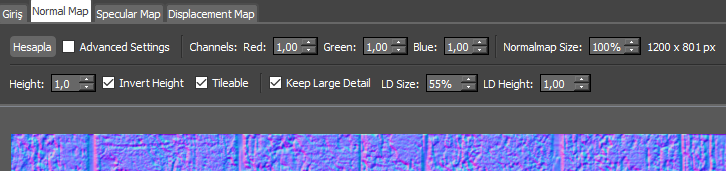 Giriş Normal Map Specular Map Displacement Map
Hesapla Advanced Settings Channels: Red: 1,00 Green: 1,00 Blue: 1,00 Normalmap Size: 100% 1200 x 801 px
Height: 1,0 Invert Height Tileable Keep Large Detail LD Size: 55% LD Height: 1,00